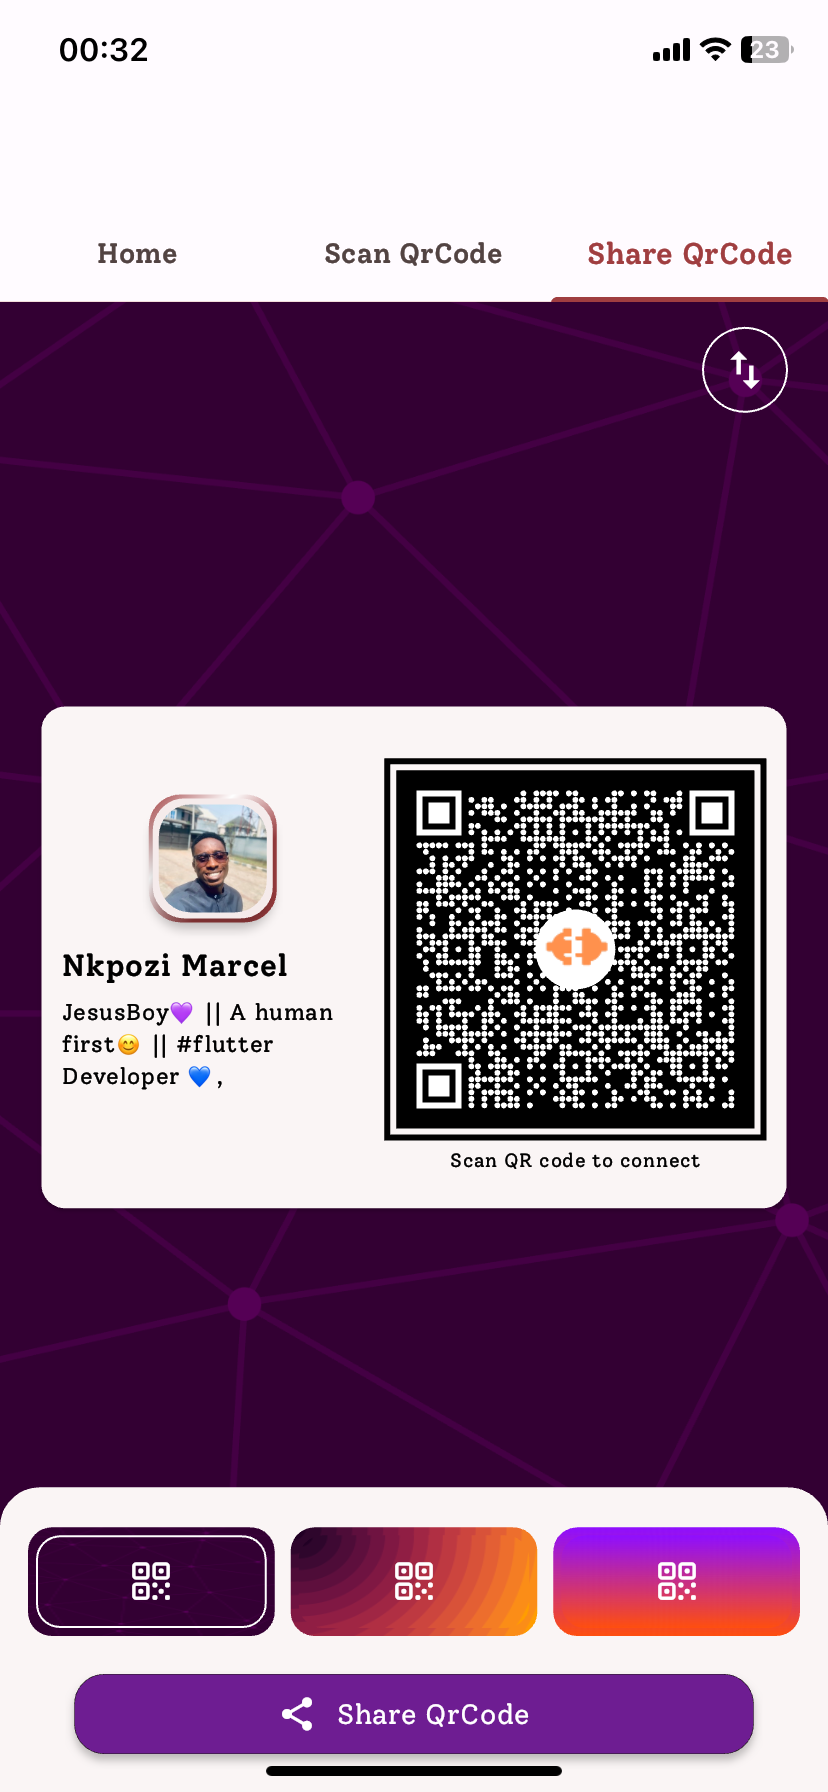 00:32
23
Home
Scan QrCode
Share QrCode
Nkpozi Marcel
JesusBoy💜 || A human
first😊 || #flutter
Developer 💙,
Scan QR code to connect
Share QrCode